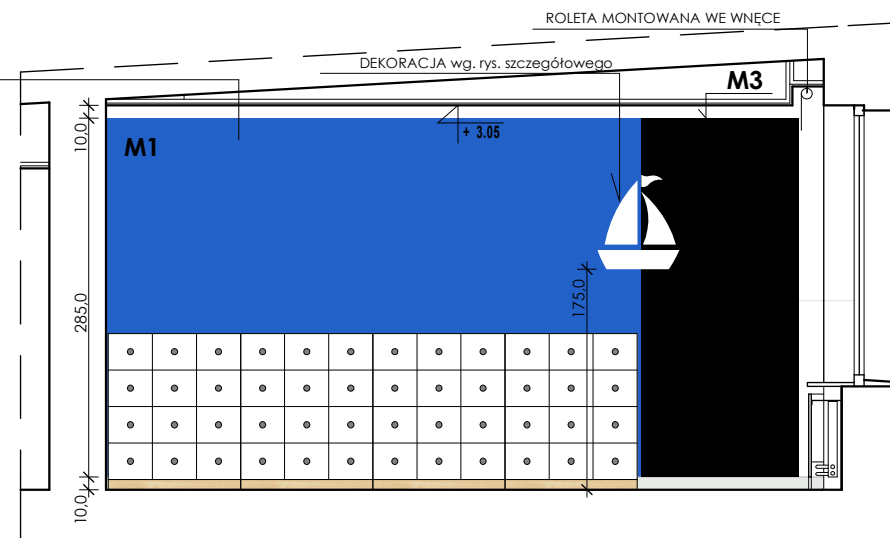 ROLETA MONTOWANA WE WNĘCE
DEKORACJA wg. rys. szczegółowego
M3
+ 3.05
M1
10,0
285,0
175,0
10,0